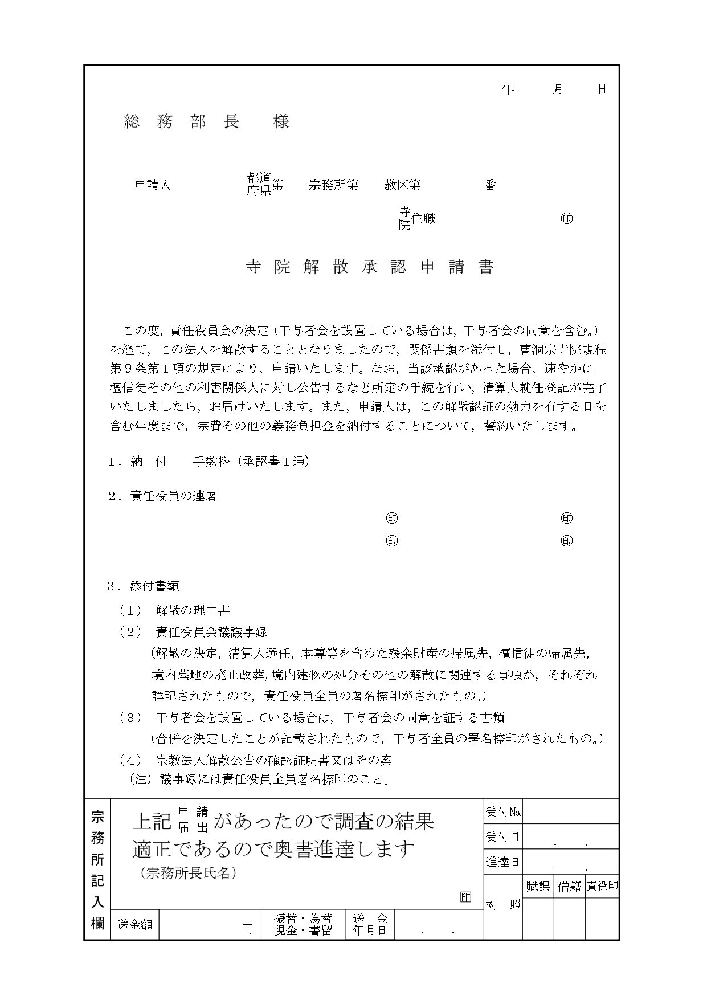 年　月　日
総務部長　様
申請人　都道府県第　宗務所第　教区第　番
寺院住職　㊞
寺院解散承認申請書
この度，責任役員会の決定（干与者会を設置している場合は，干与者会の同意を含む。）
を経て，この法人を解散することとなりましたので，関係書類を添付し，曹洞宗寺院規程
第９条第１項の規定により，申請いたします。なお，当該承認があった場合，速やかに
檀信徒その他の利害関係人に対し公告するなど所定の手続を行い，清算人就任登記が完了
いたしましたら，お届けいたします。また，申請人は，この解散認証の効力を有する日を
含む年度まで，宗費その他の義務負担金を納付することについて，誓約いたします。
１．納　付　　手数料（承認書１通）
２．責任役員の連署
㊞　㊞
㊞　㊞
３．添付書類
（１）　解散の理由書
（２）　責任役員会議議事録
（解散の決定，清算人選任，本尊等を含めた残余財産の帰属先，檀信徒の帰属先，
境内墓地の廃止改葬，境内建物の処分その他の解散に関連する事項が，それぞれ
詳記されたもので，責任役員全員の署名捺印がされたもの。）
（３）　干与者会を設置している場合は，干与者会の同意を証する書類
（合併を決定したことが記載されたもので，干与者全員の署名捺印がされたもの。）
（４）　宗教法人解散公告の確認証明書又はその案
（注）議事録には責任役員全員署名捺印のこと。
宗務所記入欄
上記申請届出があったので調査の結果
適正であるので奥書進達します
（宗務所長氏名）
印
受付№
受付日　．　．
進達日　．　．
対　照　賦課　僧籍　責役印
送金額　円　振替・為替　送　金
現金・書留　年月日　．　．